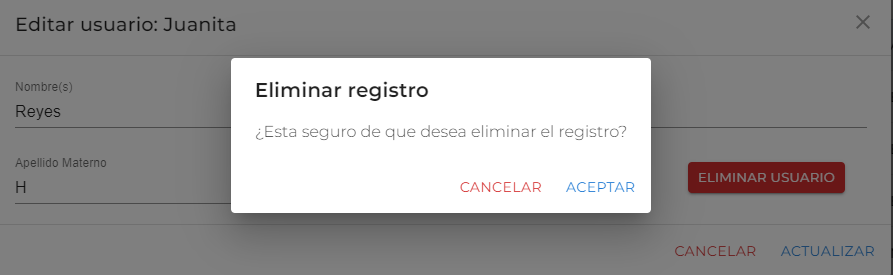 Editar usuario: Juanita
Nombre(s)
Reyes
Eliminar registro
¿Esta seguro de que desea eliminar el registro?
CANCELAR ACEPTAR
Apellido Materno
H
ELIMINAR USUARIO
CANCELAR ACTUALIZAR